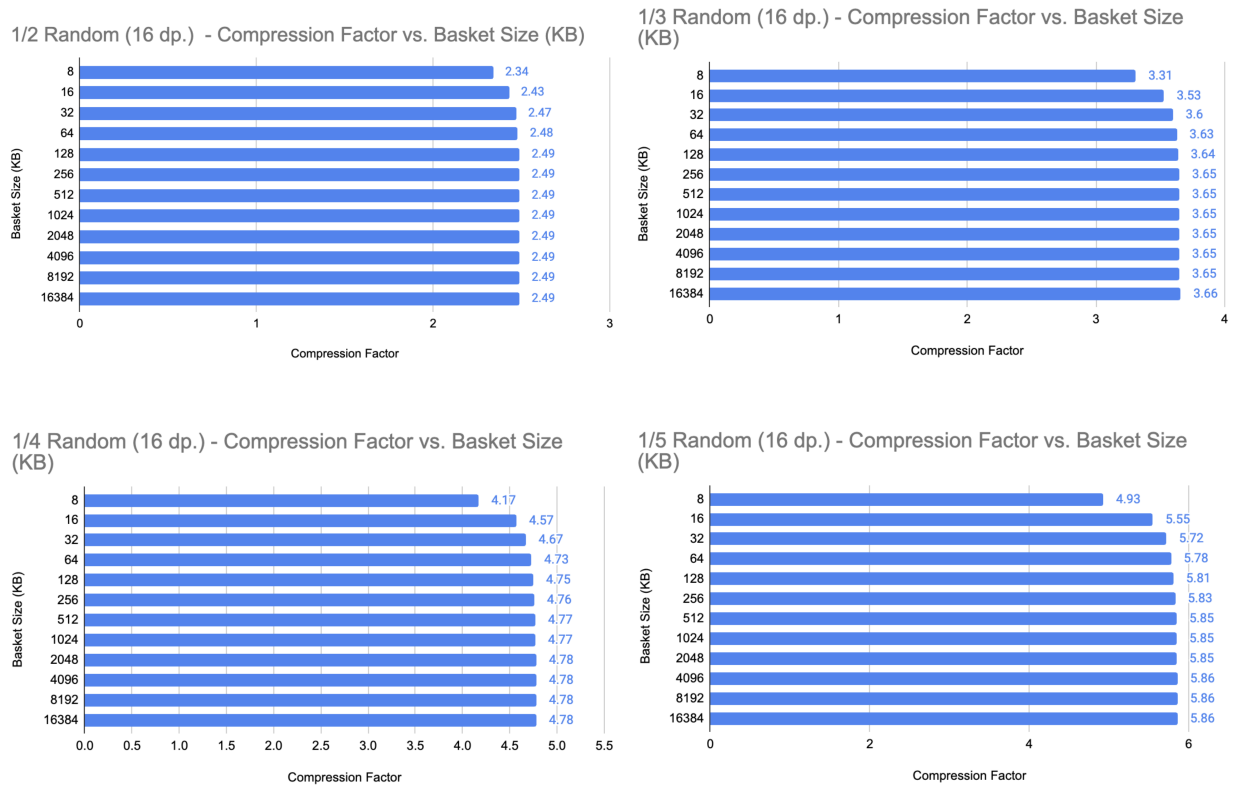 1/2 Random (16 dp.)  - Compression Factor vs. Basket Size (KB)
Basket Size (KB)
8 2.34
16 2.43
32 2.47
64 2.48
128 2.49
256 2.49
512 2.49
1024 2.49
2048 2.49
4096 2.49
8192 2.49
16384 2.49
0 1 2 3
Compression Factor
1/3 Random (16 dp.) - Compression Factor vs. Basket Size
(KB)
Basket Size (KB)
8 3.31
16 3.53
32 3.6
64 3.63
128 3.64
256 3.65
512 3.65
1024 3.65
2048 3.65
4096 3.65
8192 3.65
16384 3.66
0 1 2 3 4
Compression Factor
1/4 Random (16 dp.) - Compression Factor vs. Basket Size
(KB)
Basket Size (KB)
8 4.17
16 4.57
32 4.67
64 4.73
128 4.75
256 4.76
512 4.77
1024 4.77
2048 4.78
4096 4.78
8192 4.78
16384 4.78
0.0 0.5 1.0 1.5 2.0 2.5 3.0 3.5 4.0 4.5 5.0 5.5
Compression Factor
1/5 Random (16 dp.) - Compression Factor vs. Basket Size
(KB)
Basket Size (KB)
8 4.93
16 5.55
32 5.72
64 5.78
128 5.81
256 5.83
512 5.85
1024 5.85
2048 5.85
4096 5.86
8192 5.86
16384 5.86
0 2 4 6
Compression Factor